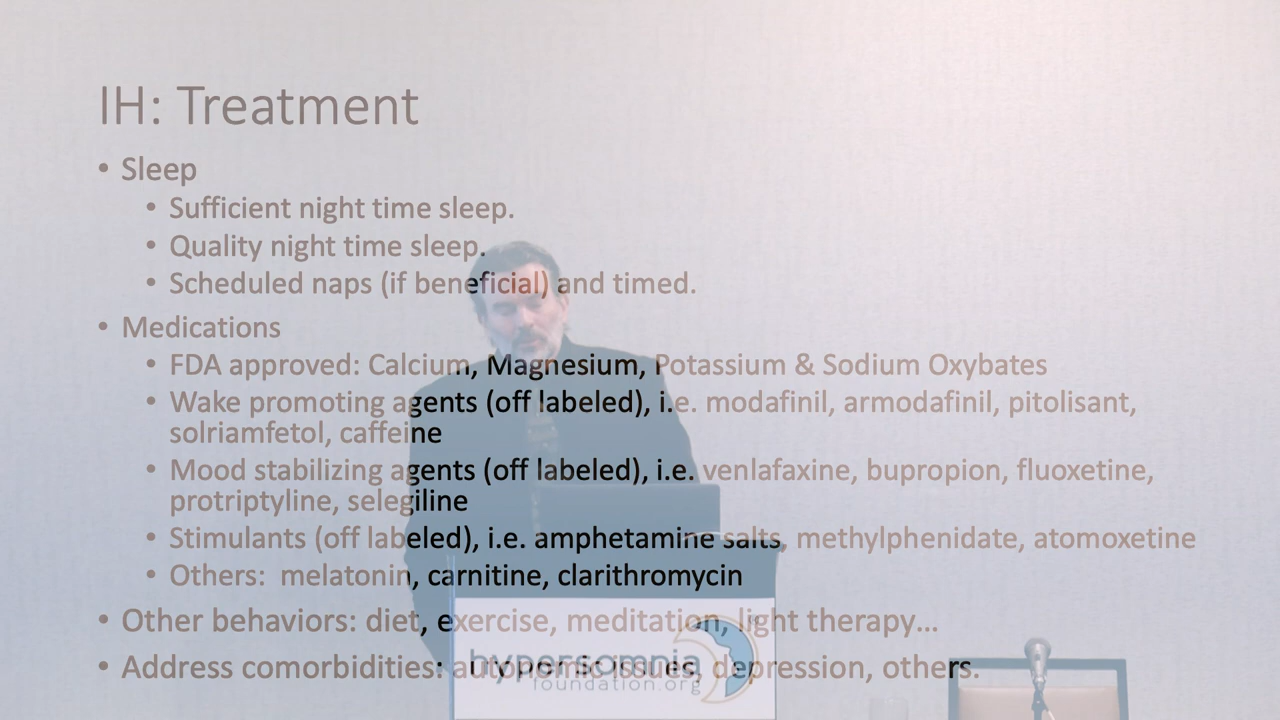 IH: Treatment
• Sleep
• Sufficient night time sleep.
• Quality night time sleep.
• Scheduled naps (if beneficial) and timed.
• Medications
• FDA approved: Calcium, Magnesium, Potassium & Sodium Oxybates
• Wake promoting agents (off labeled), i.e. modafinil, armodafinil, pitolisant,
solriamfetol, caffeine
• Mood stabilizing agents (off labeled), i.e. venlafaxine, bupropion, fluoxetine,
protriptyline, selegiline
• Stimulants (off labeled), i.e. amphetamine salts, methylphenidate, atomoxetine
• Others:  melatonin, carnitine, clarithromycin
• Other behaviors: diet, exercise, meditation, light therapy…
• Address comorbidities: autonomic issues, depression, others.
hypersomnia
foundation.org